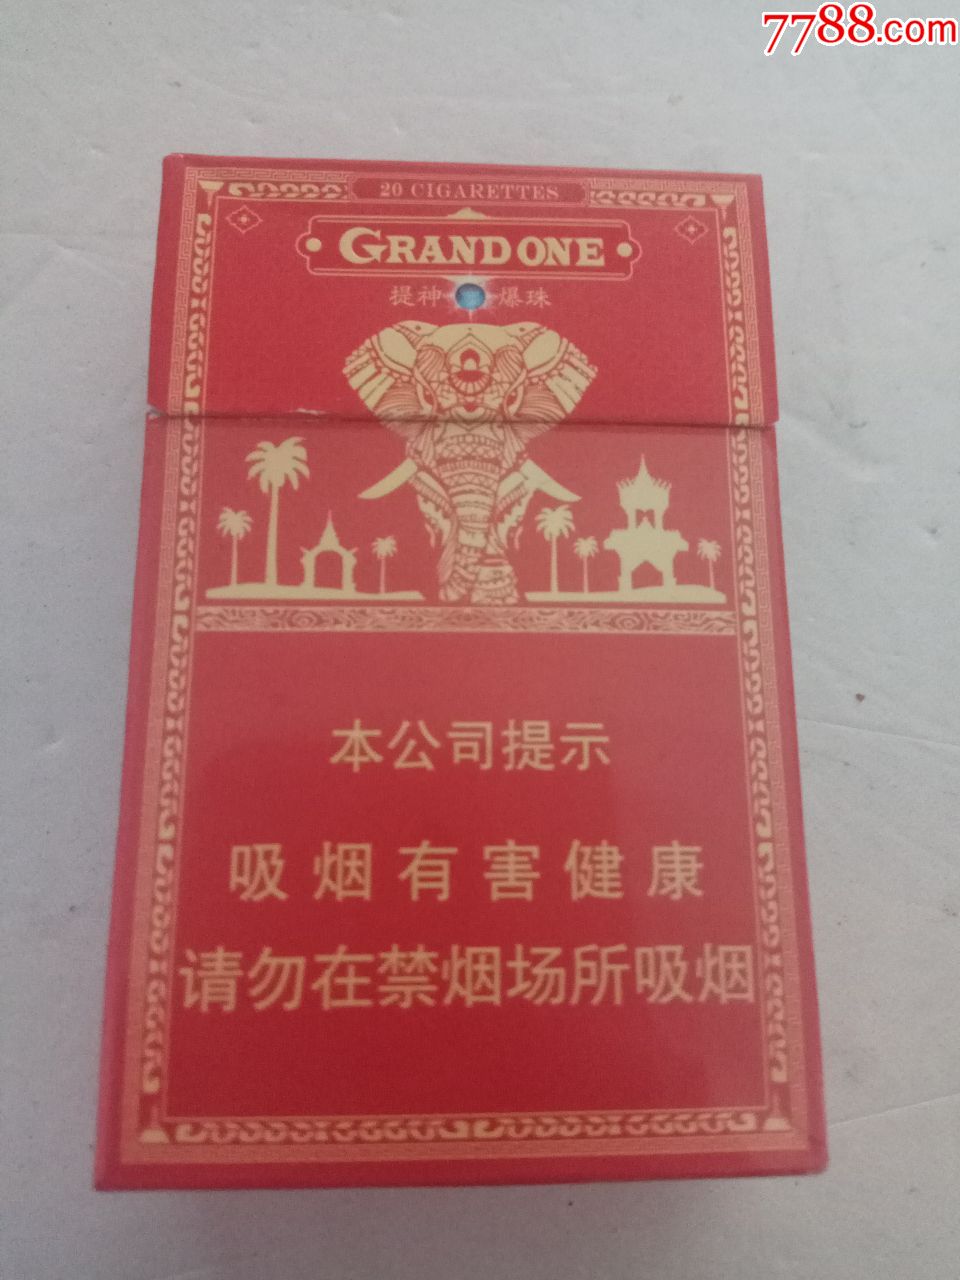 7788.com
20 CIGARETTES
GRAND ONE
提神 爆珠
本公司提示
吸烟有害健康
请勿在禁烟场所吸烟